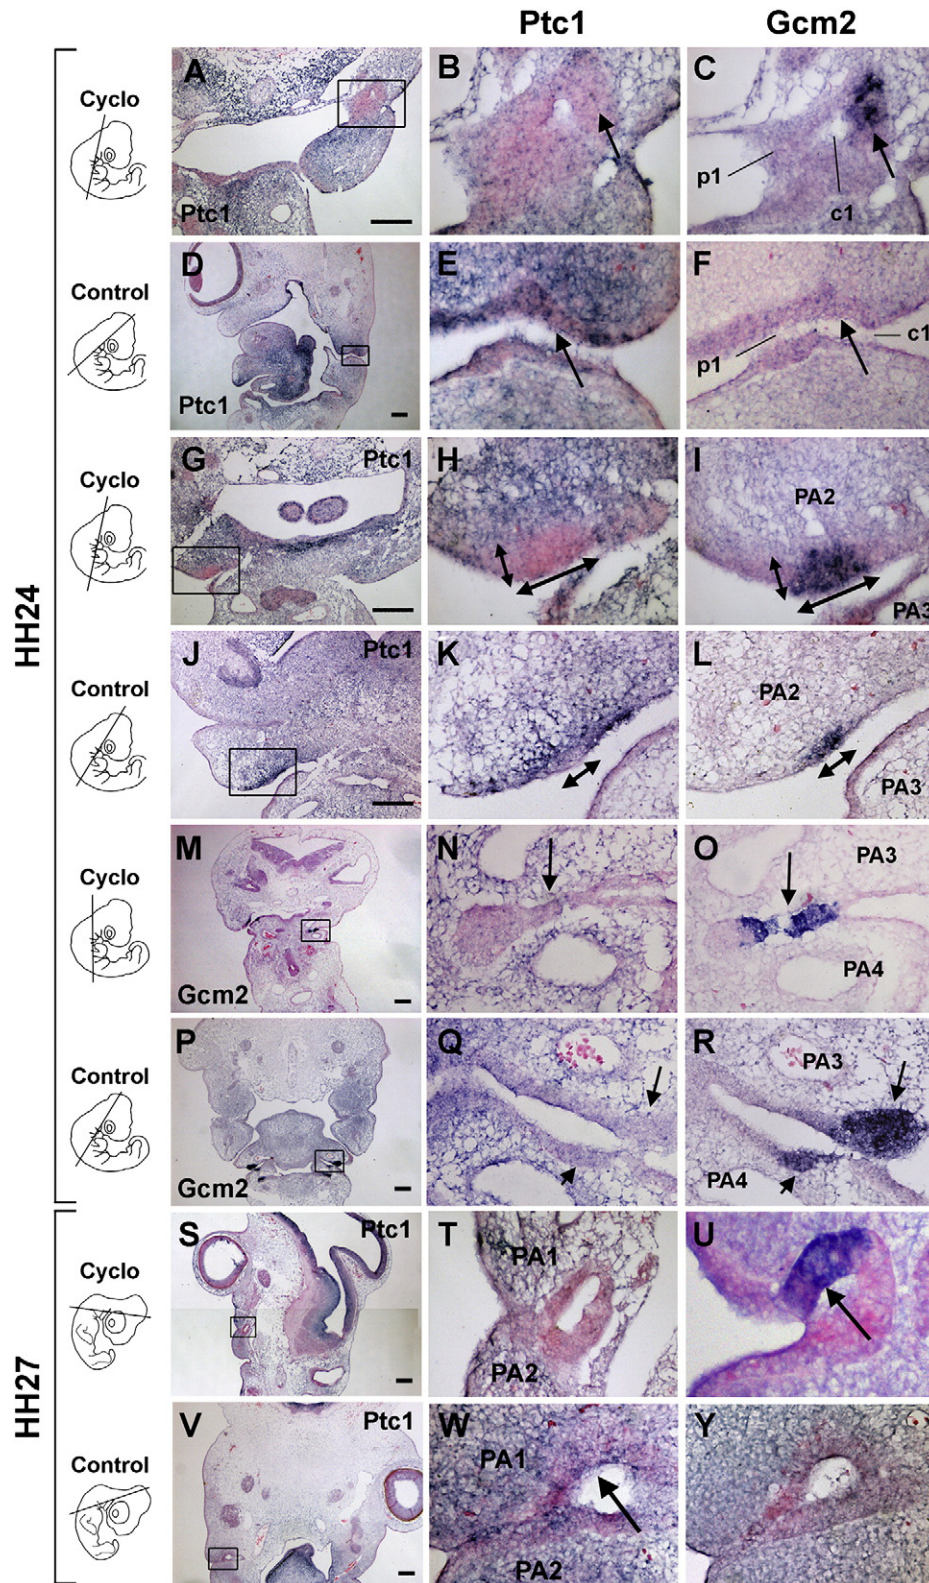 Ptc1 Gcm2
HH24
Cyclo
A Ptc1
B
C p1 c1
Control
D Ptc1
E
F p1 c1
Cyclo
G Ptc1
H
I PA2 PA3
Control
J Ptc1
K
L PA2 PA3
Cyclo
M Gcm2
N
O PA3 PA4
Control
P Gcm2
Q
R PA3 PA4
HH27
Cyclo
S Ptc1
T PA1 PA2
U
Control
V Ptc1
W PA1 PA2
Y